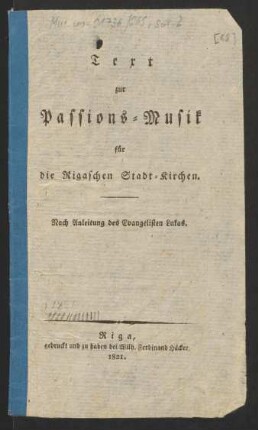 Text
zur
Passions-Musik
für
die Rigaschen Stadt-Kirchen.
Nach Anleitung des Evangelisten Lukas.
Riga,
gedruckt und zu haben bei Wilh. Ferdinand Häcker
1821.